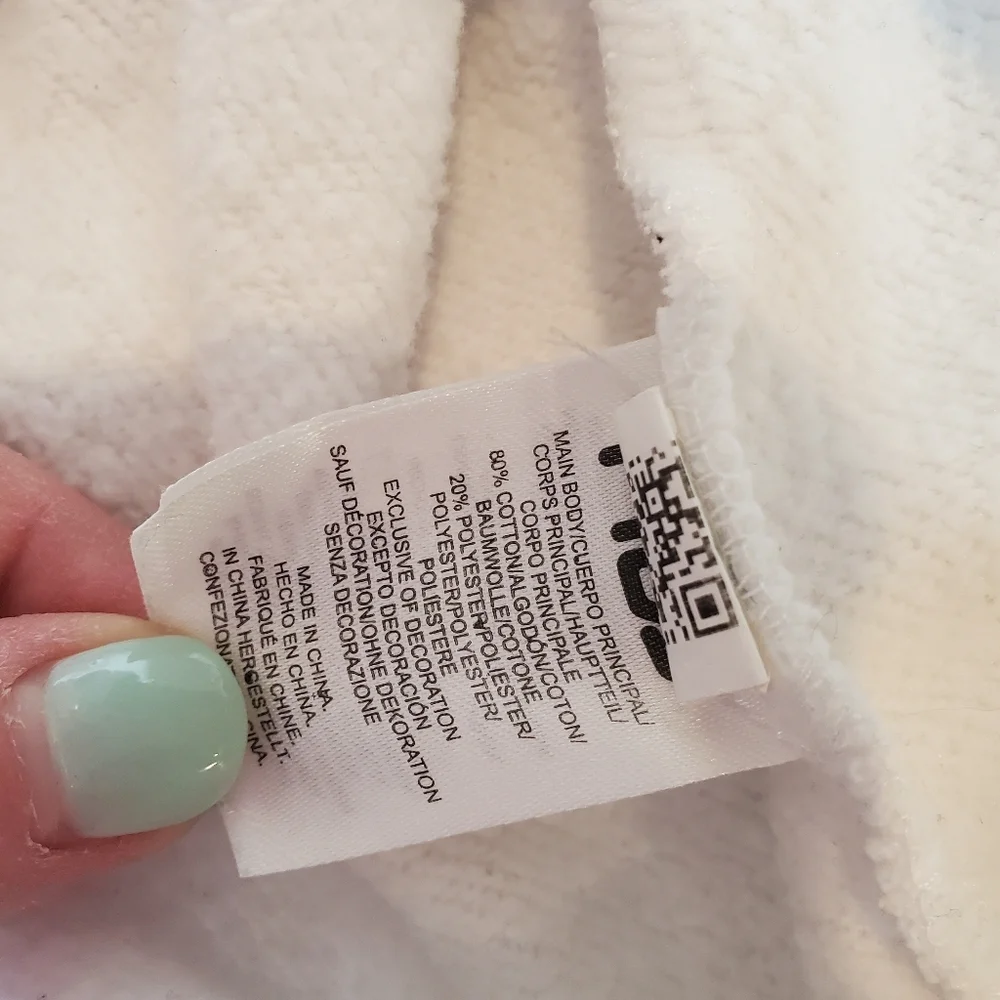 MAIN BODY/CUERPO PRINCIPAL/
CORPS PRINCIPAL/HAUPTTEIL/
CORPO PRINCIPALE
80% COTTON/ALGODÓN/COTON/
BAUMWOLLE/COTONE
20% POLYESTER/POLIESTER/
POLYESTER/POLYESTER/
POLIESTERE
EXCLUSIVE OF DECORATION
EXCEPTO DECORACIÓN
SAUF DÉCORATION/OHNE DEKORATION
SENZA DECORAZIONE
MADE IN CHINA.
HECHO EN CHINA.
FABRIQUÉ EN CHINE.
IN CHINA HERGESTELLT.